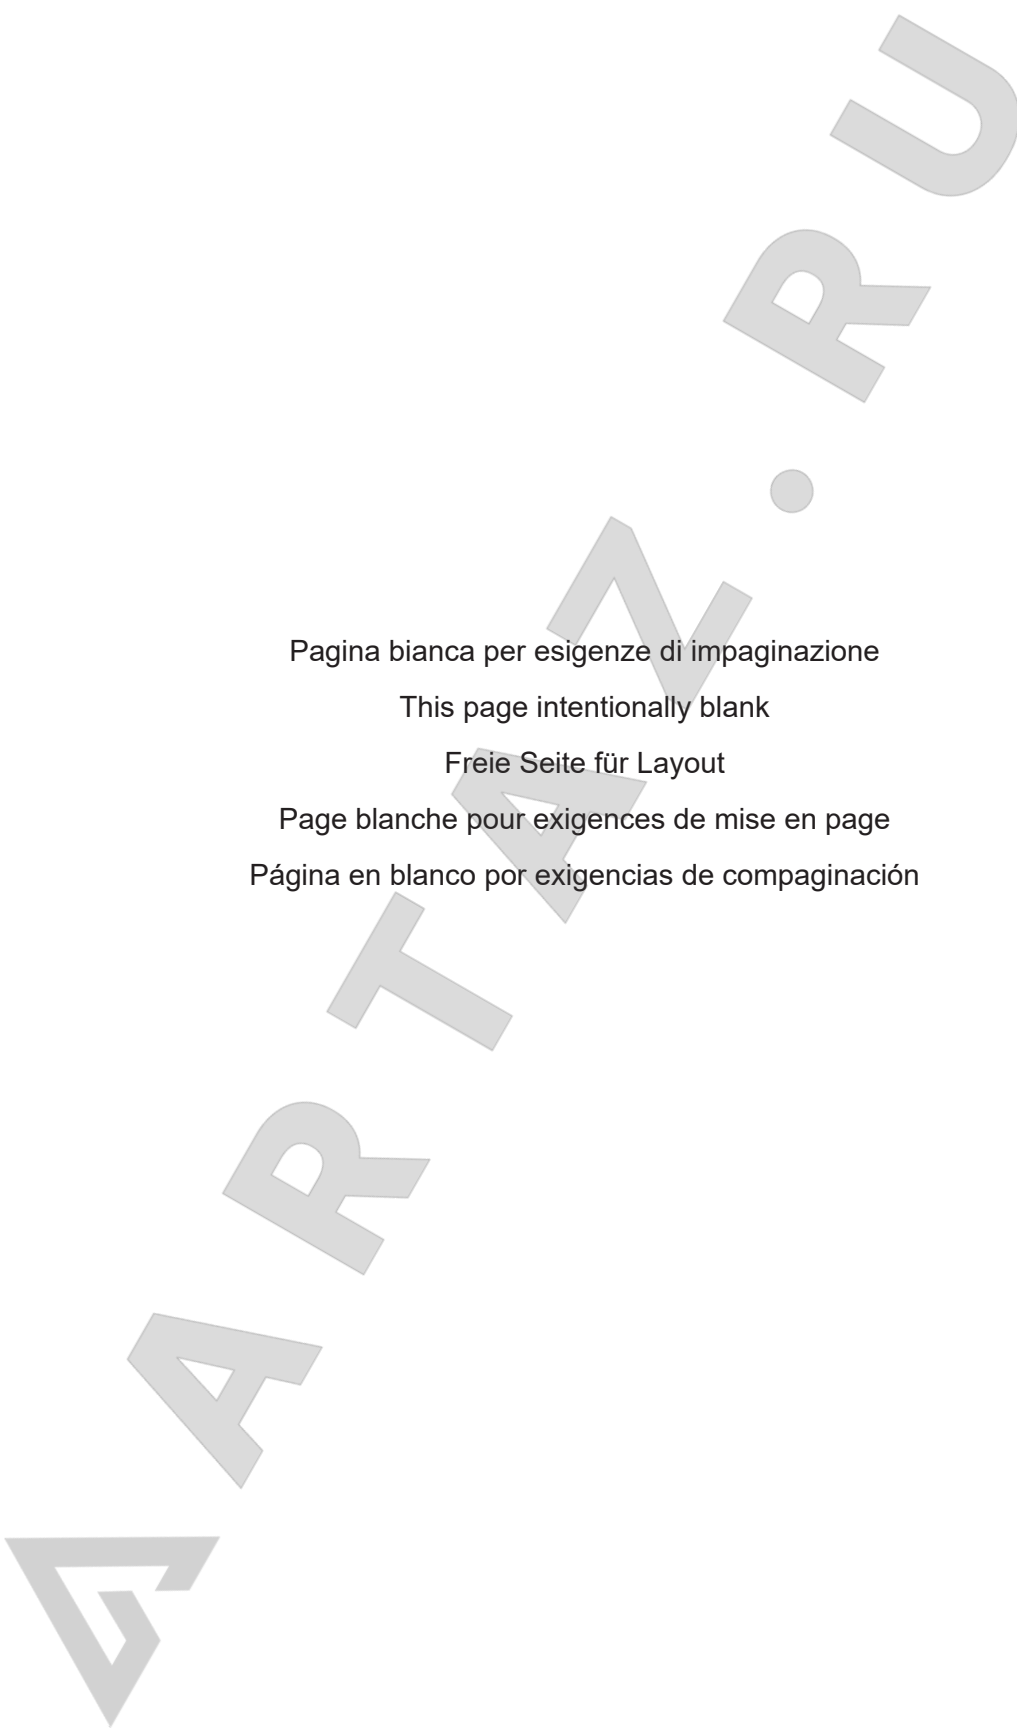 Pagina bianca per esigenze di impaginazione
This page intentionally blank
Freie Seite für Layout
Page blanche pour exigences de mise en page
Página en blanco por exigencias de compaginación
ARTAZ.RU